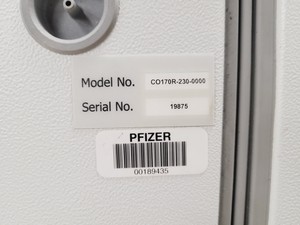 Model No. CO170R-230-0000
Serial No. 19875
PFIZER
00189435